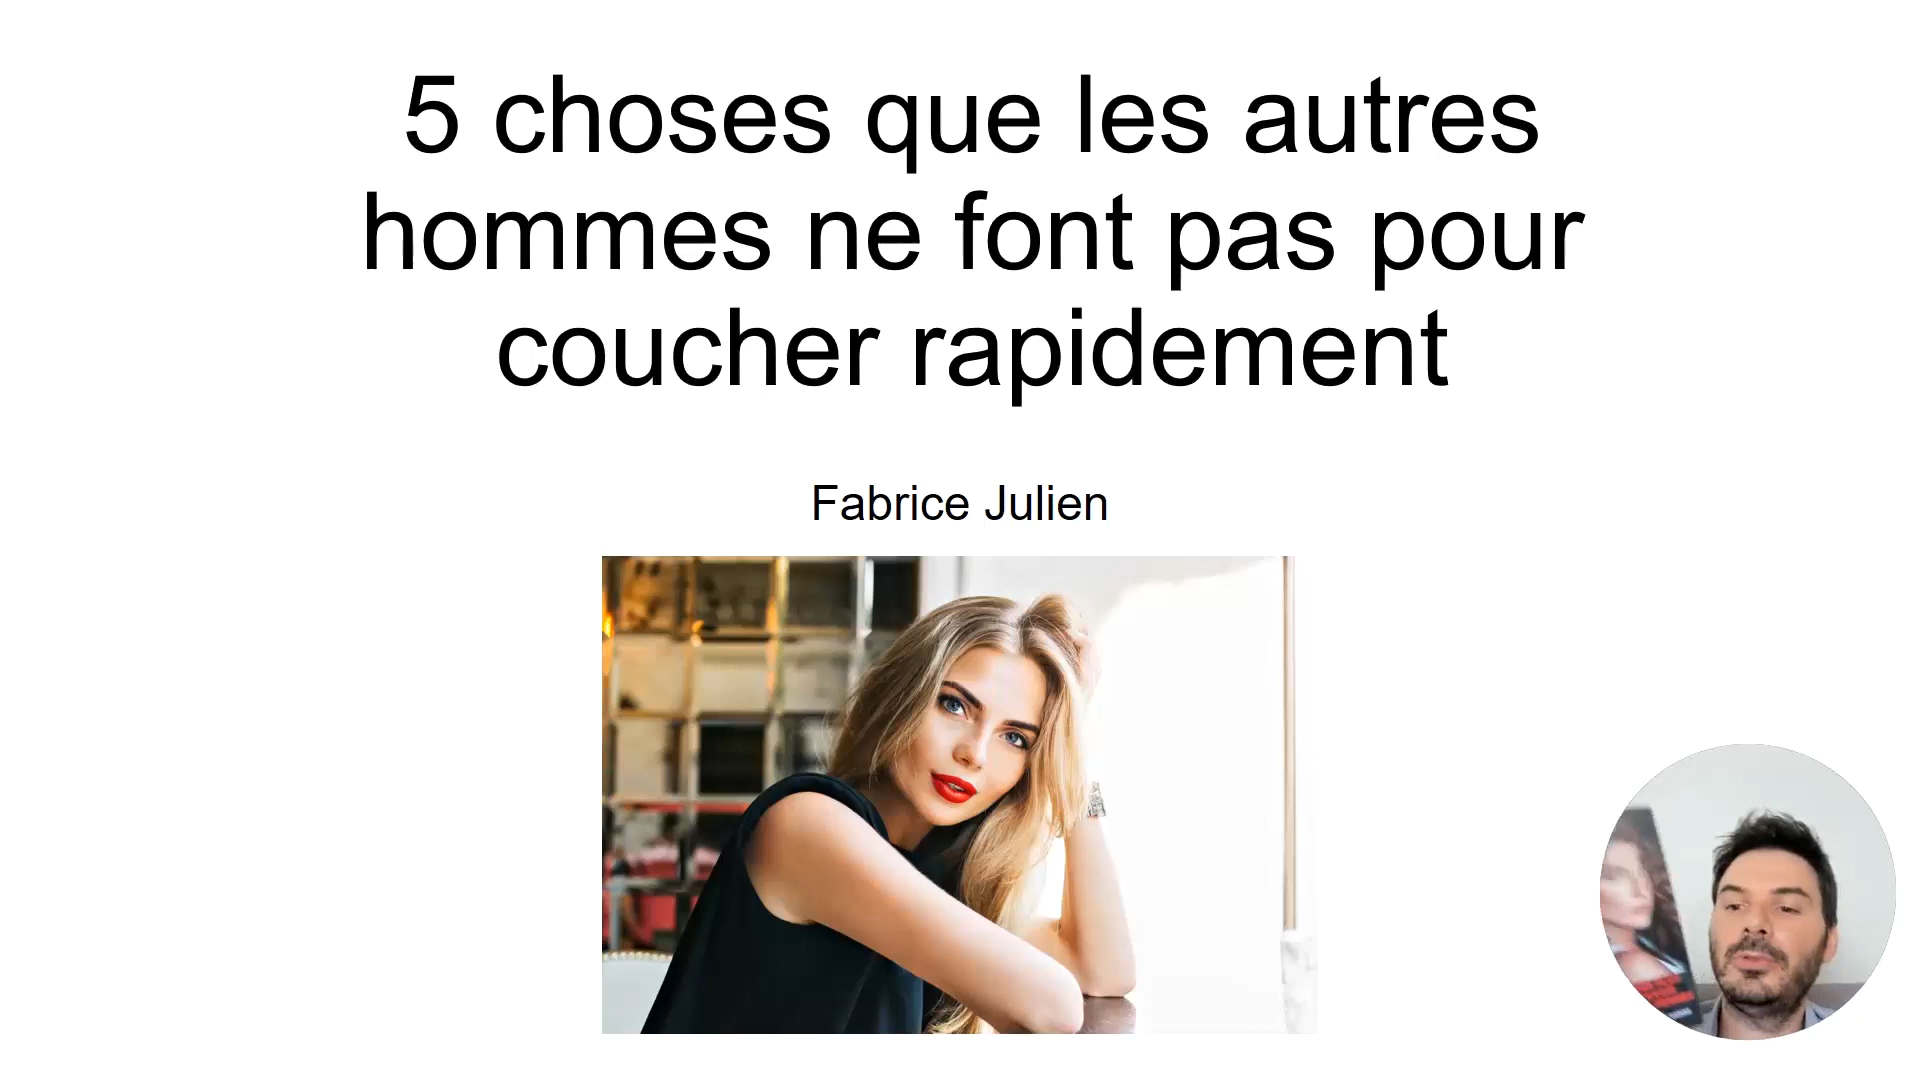 5 choses que les autres
hommes ne font pas pour
coucher rapidement
Fabrice Julien